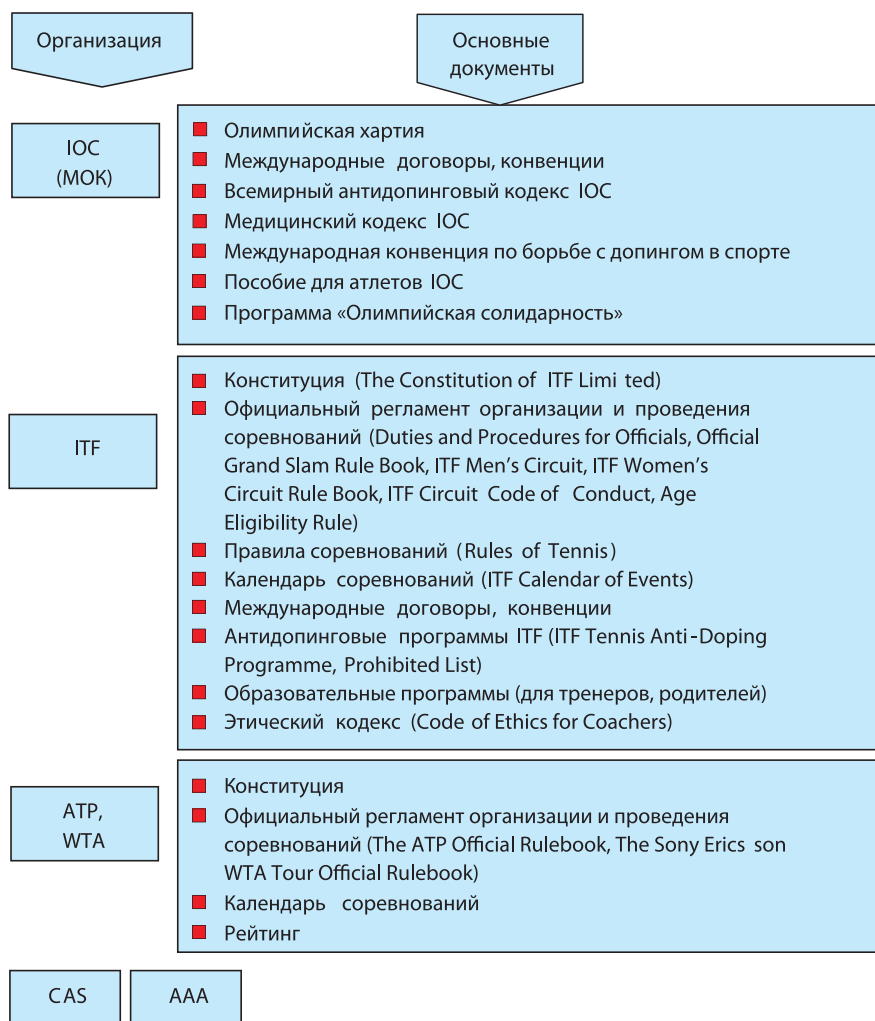 Организация
Основные
документы
IOC
(МОК)
Олимпийская хартия
Международные договоры, конвенции
Всемирный антидопинговый кодекс IOC
Медицинский кодекс IOC
Международная конвенция по борьбе с допингом в спорте
Пособие для атлетов IOC
Программа «Олимпийская солидарность»
ITF
Конституция (The Constitution of ITF Limi ted)
Официальный регламент организации и проведения
соревнований (Duties and Procedures for Officials, Official
Grand Slam Rule Book, ITF Men's Circuit, ITF Women's
Circuit Rule Book, ITF Circuit Code of Conduct, Age
Eligibility Rule)
Правила соревнований (Rules of Tennis)
Календарь соревнований (ITF Calendar of Events)
Международные договоры, конвенции
Антидопинговые программы ITF (ITF Tennis Anti-Doping
Programme, Prohibited List)
Образовательные программы (для тренеров, родителей)
Этический кодекс (Code of Ethics for Coachers)
ATP,
WTA
Конституция
Официальный регламент организации и проведения
соревнований (The ATP Official Rulebook, The Sony Erics son
WTA Tour Official Rulebook)
Календарь соревнований
Рейтинг
CAS
AAA